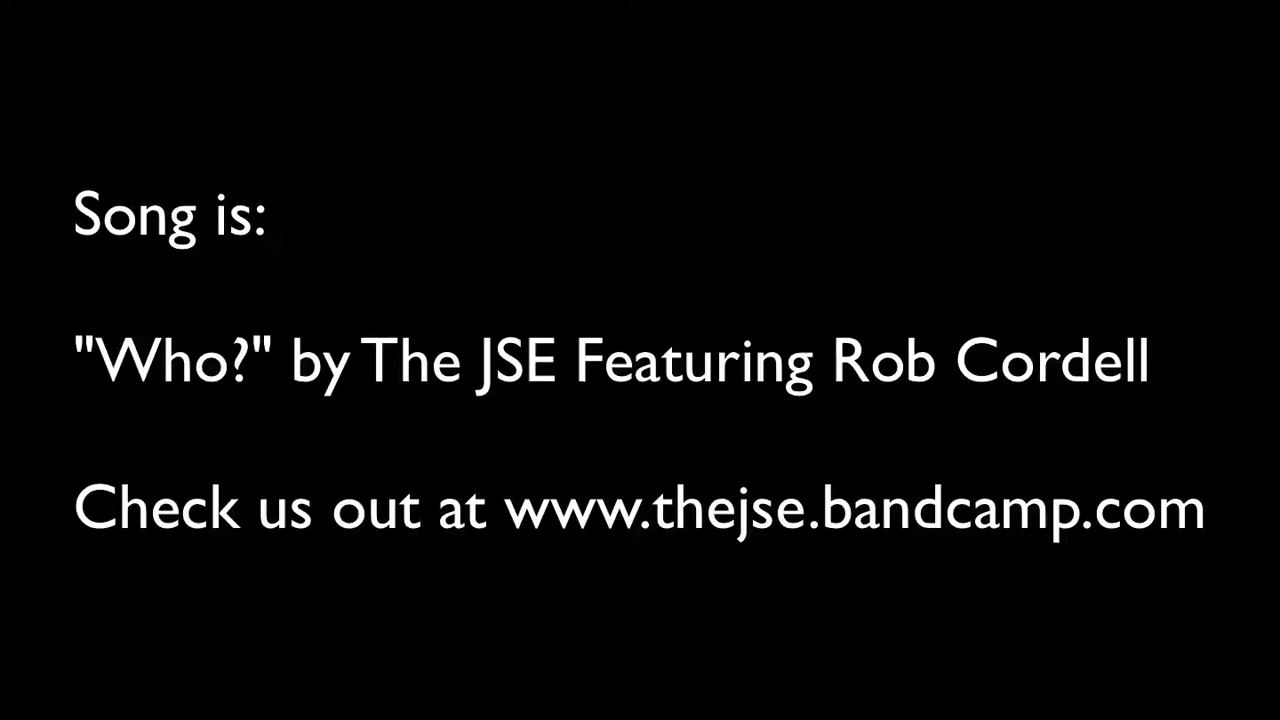 Song is:
"Who?" by The JSE Featuring Rob Cordell
Check us out at www.thejse.bandcamp.com